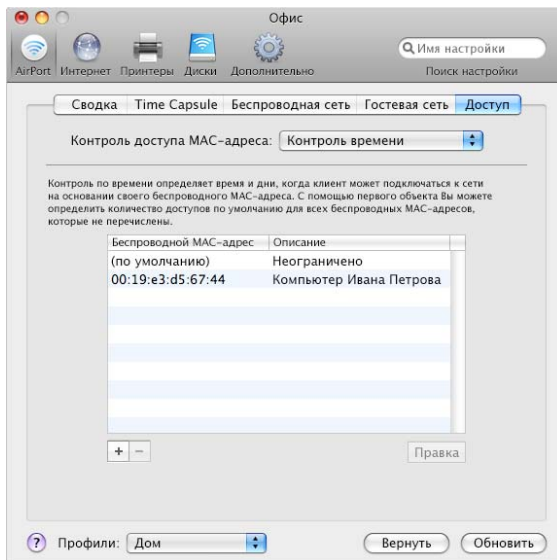 Офис
Имя настройки
AirPort Интернет Принтеры Диски Дополнительно Поиск настройки
Сводка Time Capsule Беспроводная сеть Гостевая сеть Доступ
Контроль доступа MAC-адреса: Контроль времени
Контроль по времени определяет время и дни, когда клиент может подключаться к сети
на основании своего беспроводного MAC-адреса. С помощью первого объекта Вы можете
определить количество доступов по умолчанию для всех беспроводных MAC-адресов,
которые не перечислены.
Беспроводной MAC-адрес Описание
(по умолчанию) Неограничено
00:19:e3:d5:67:44 Компьютер Ивана Петрова
+ − Правка
? Профили: Дом Вернуть Обновить